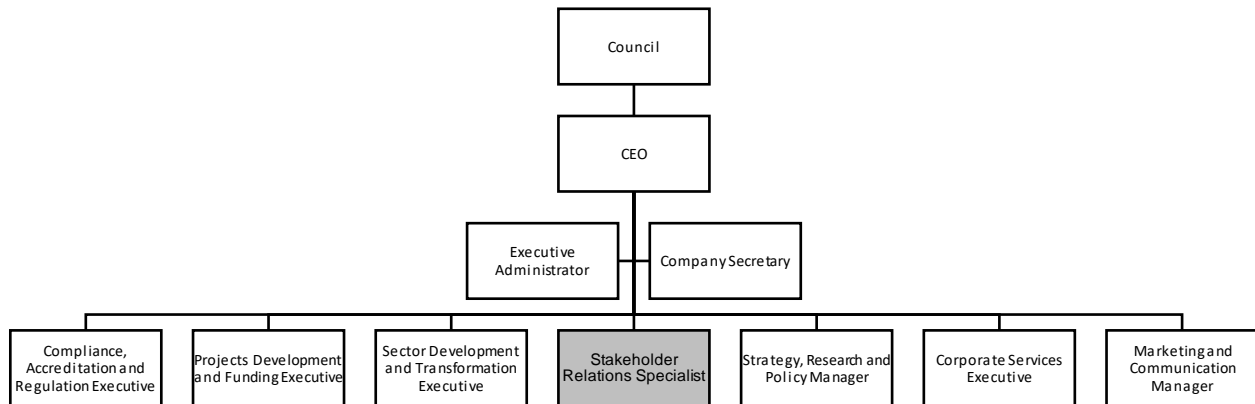 Council
CEO
Executive
Administrator
Company Secretary
Compliance,
Accreditation and
Regulation Executive
Projects Development
and Funding Executive
Sector Development
and Transformation
Executive
Stakeholder
Relations Specialist
Strategy, Research and
Policy Manager
Corporate Services
Executive
Marketing and
Communication
Manager